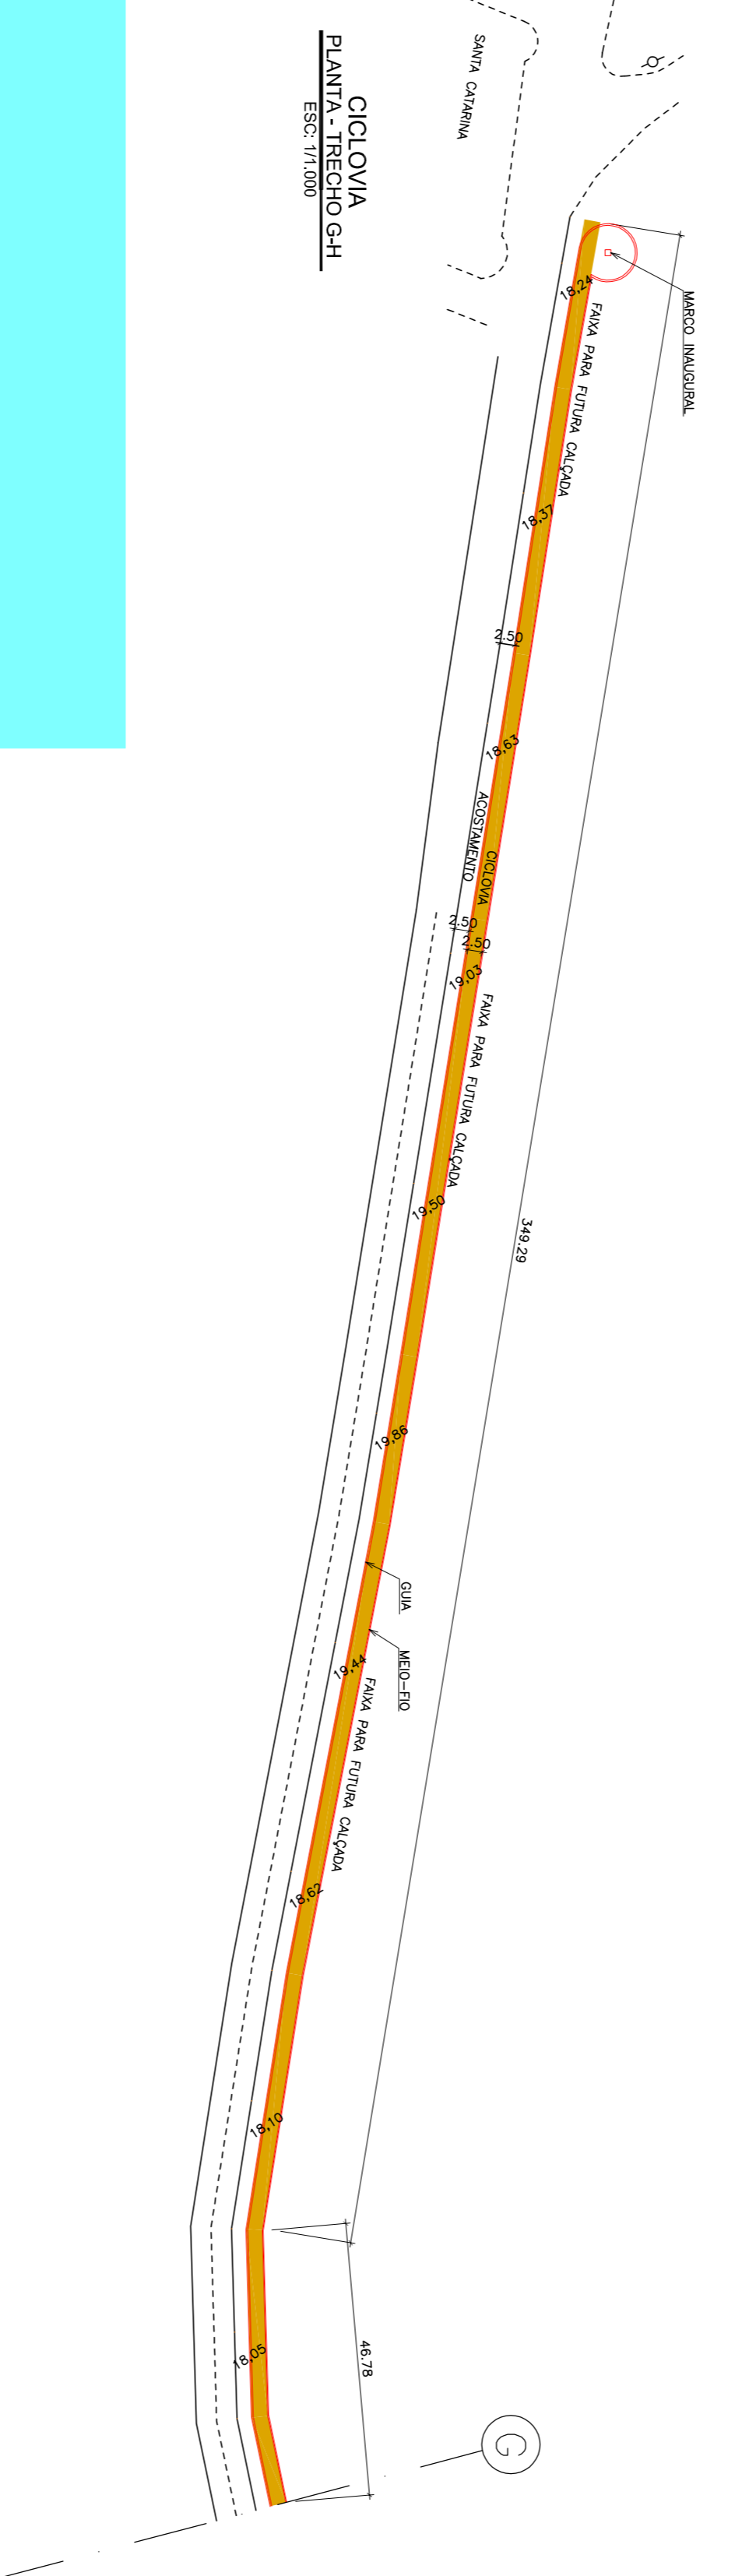 SANTA CATARINA
CICLOVIA
PLANTA - TRECHO G-H
ESC: 1/1.000
MARCO INAUGURAL
18,24
FAIXA PARA FUTURA CALÇADA
18,37
2.50
18,63
CICLOVIA
ACOSTAMENTO
2.50
2.50
19,03
FAIXA PARA FUTURA CALÇADA
19,50
349.29
19,86
GUIA
MEIO-FIO
19,44
FAIXA PARA FUTURA CALÇADA
18,62
18,10
18,05
46.78
G